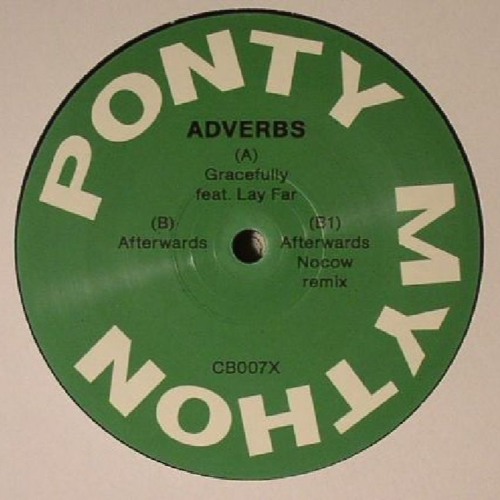 PONTY MYTHON
ADVERBS
(A)
Gracefully
feat. Lay Far
(B)
Afterwards
(B1)
Afterwards
Nocow
remix
CB007X